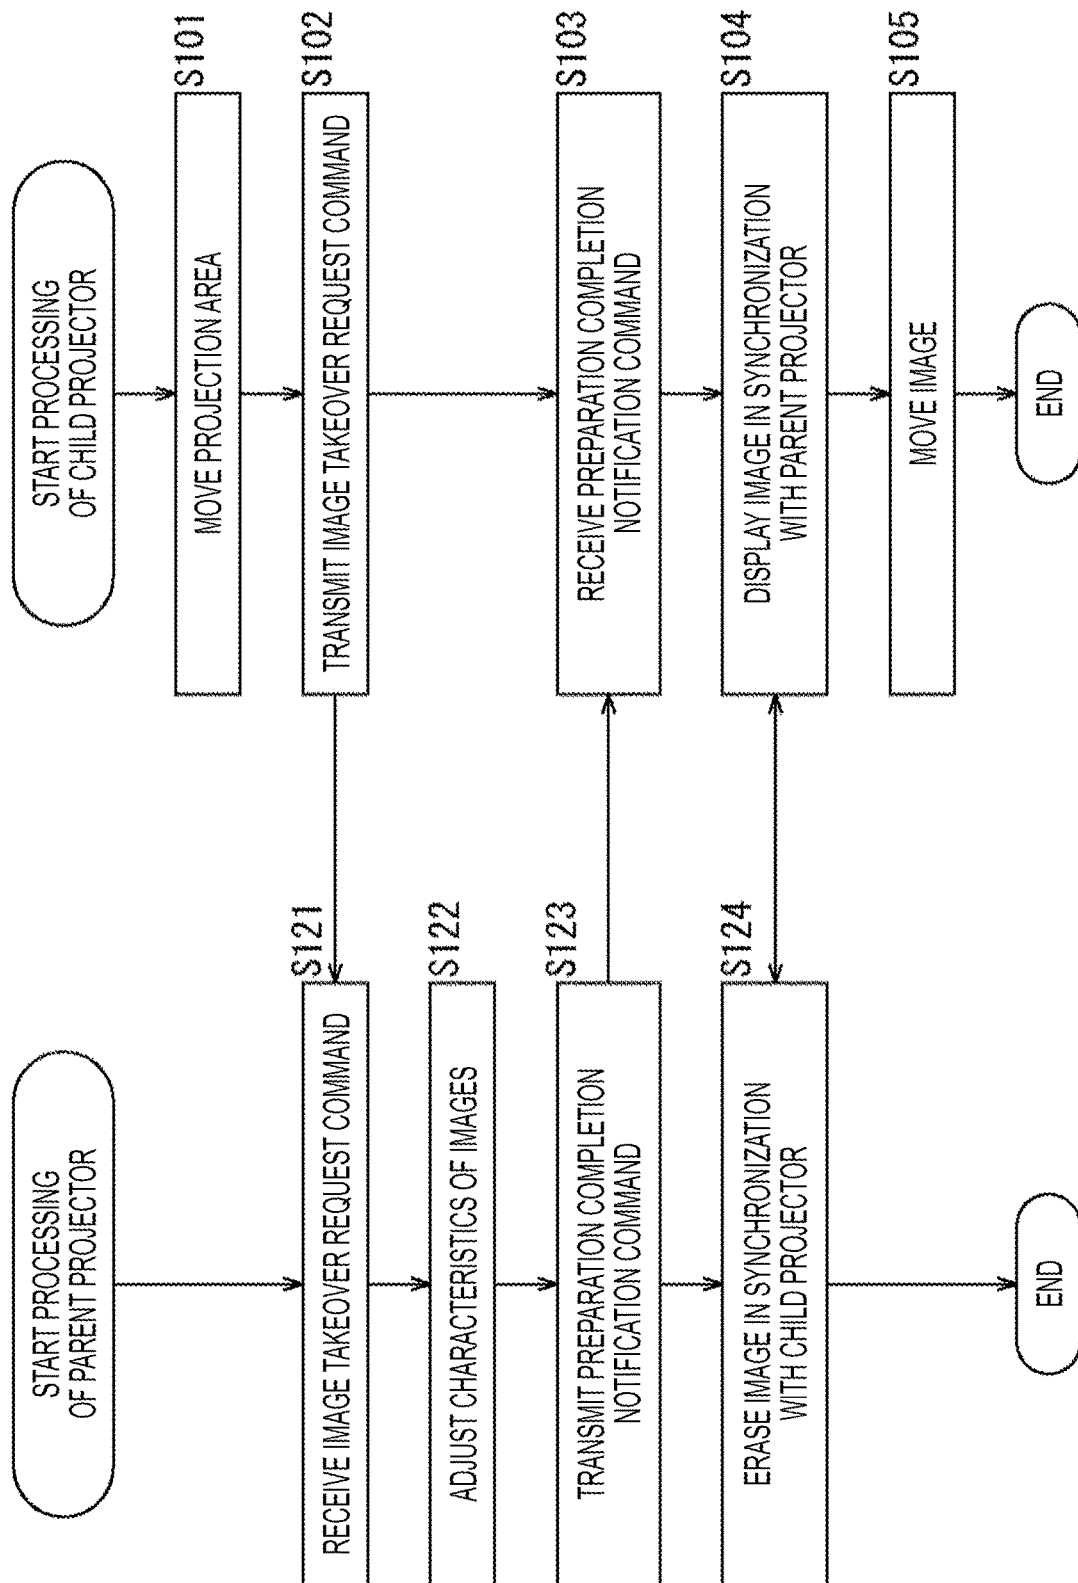 START PROCESSING
OF PARENT PROJECTOR
S121
RECEIVE IMAGE TAKEOVER REQUEST COMMAND
S122
ADJUST CHARACTERISTICS OF IMAGES
S123
TRANSMIT PREPARATION COMPLETION
NOTIFICATION COMMAND
S124
ERASE IMAGE IN SYNCHRONIZATION
WITH CHILD PROJECTOR
END
START PROCESSING
OF CHILD PROJECTOR
S101
MOVE PROJECTION AREA
S102
TRANSMIT IMAGE TAKEOVER REQUEST COMMAND
S103
RECEIVE PREPARATION COMPLETION
NOTIFICATION COMMAND
S104
DISPLAY IMAGE IN SYNCHRONIZATION
WITH PARENT PROJECTOR
S105
MOVE IMAGE
END